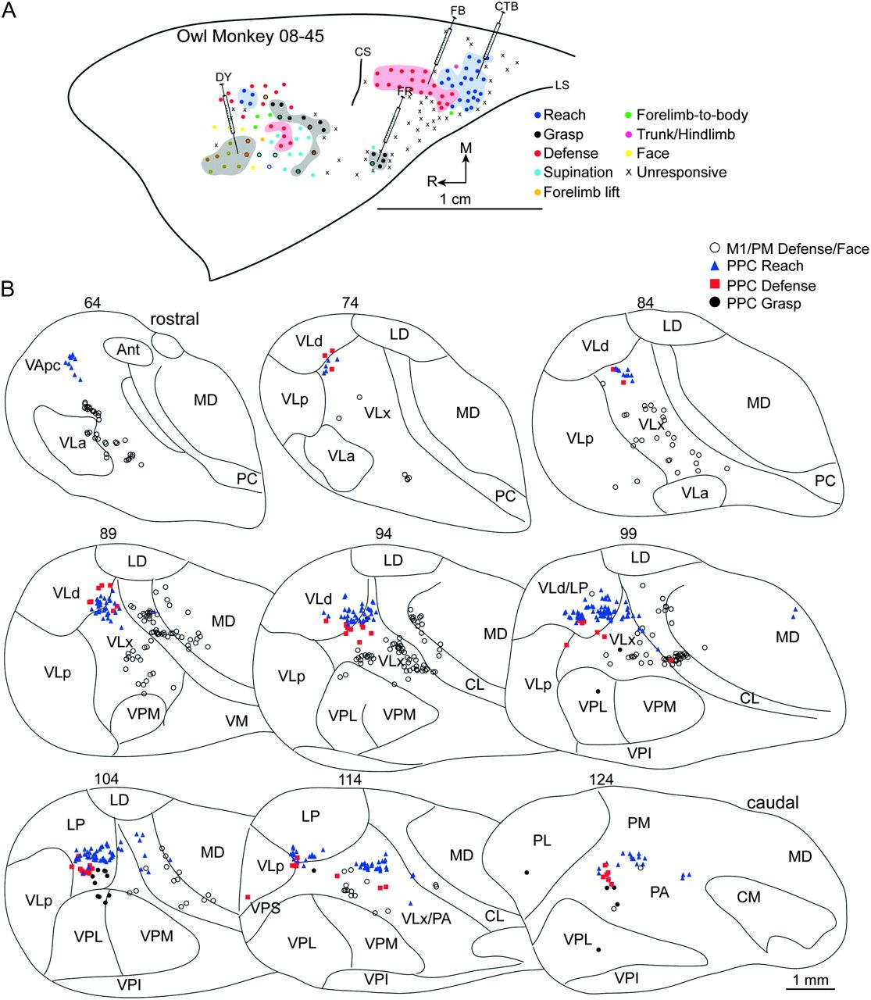 A
Owl Monkey 08-45
FB
CTB
CS
DY
FR
LS
M
R
1 cm
Reach
Grasp
Defense
Supination
Forelimb lift
Forelimb-to-body
Trunk/Hindlimb
Face
x Unresponsive
M1/PM Defense/Face
PPC Reach
PPC Defense
PPC Grasp
B
64
rostral
VApc
Ant
MD
VLa
PC
74
VLd
LD
VLp
VLx
MD
VLa
PC
84
VLd
LD
VLp
VLx
MD
VLa
PC
89
LD
VLd
MD
VLx
VLp
VPM
VM
94
LD
VLd
MD
VLx
VLp
CL
VPL
VPM
99
LD
VLd/LP
VLx
MD
VLp
VPL
VPM
CL
VPI
104
LD
LP
MD
VLp
VPL
VPM
VPI
114
LP
VLp
MD
VPS
VLx/PA
CL
VPL
VPM
VPI
124
caudal
PM
PL
MD
PA
CM
VPL
VPI
1 mm